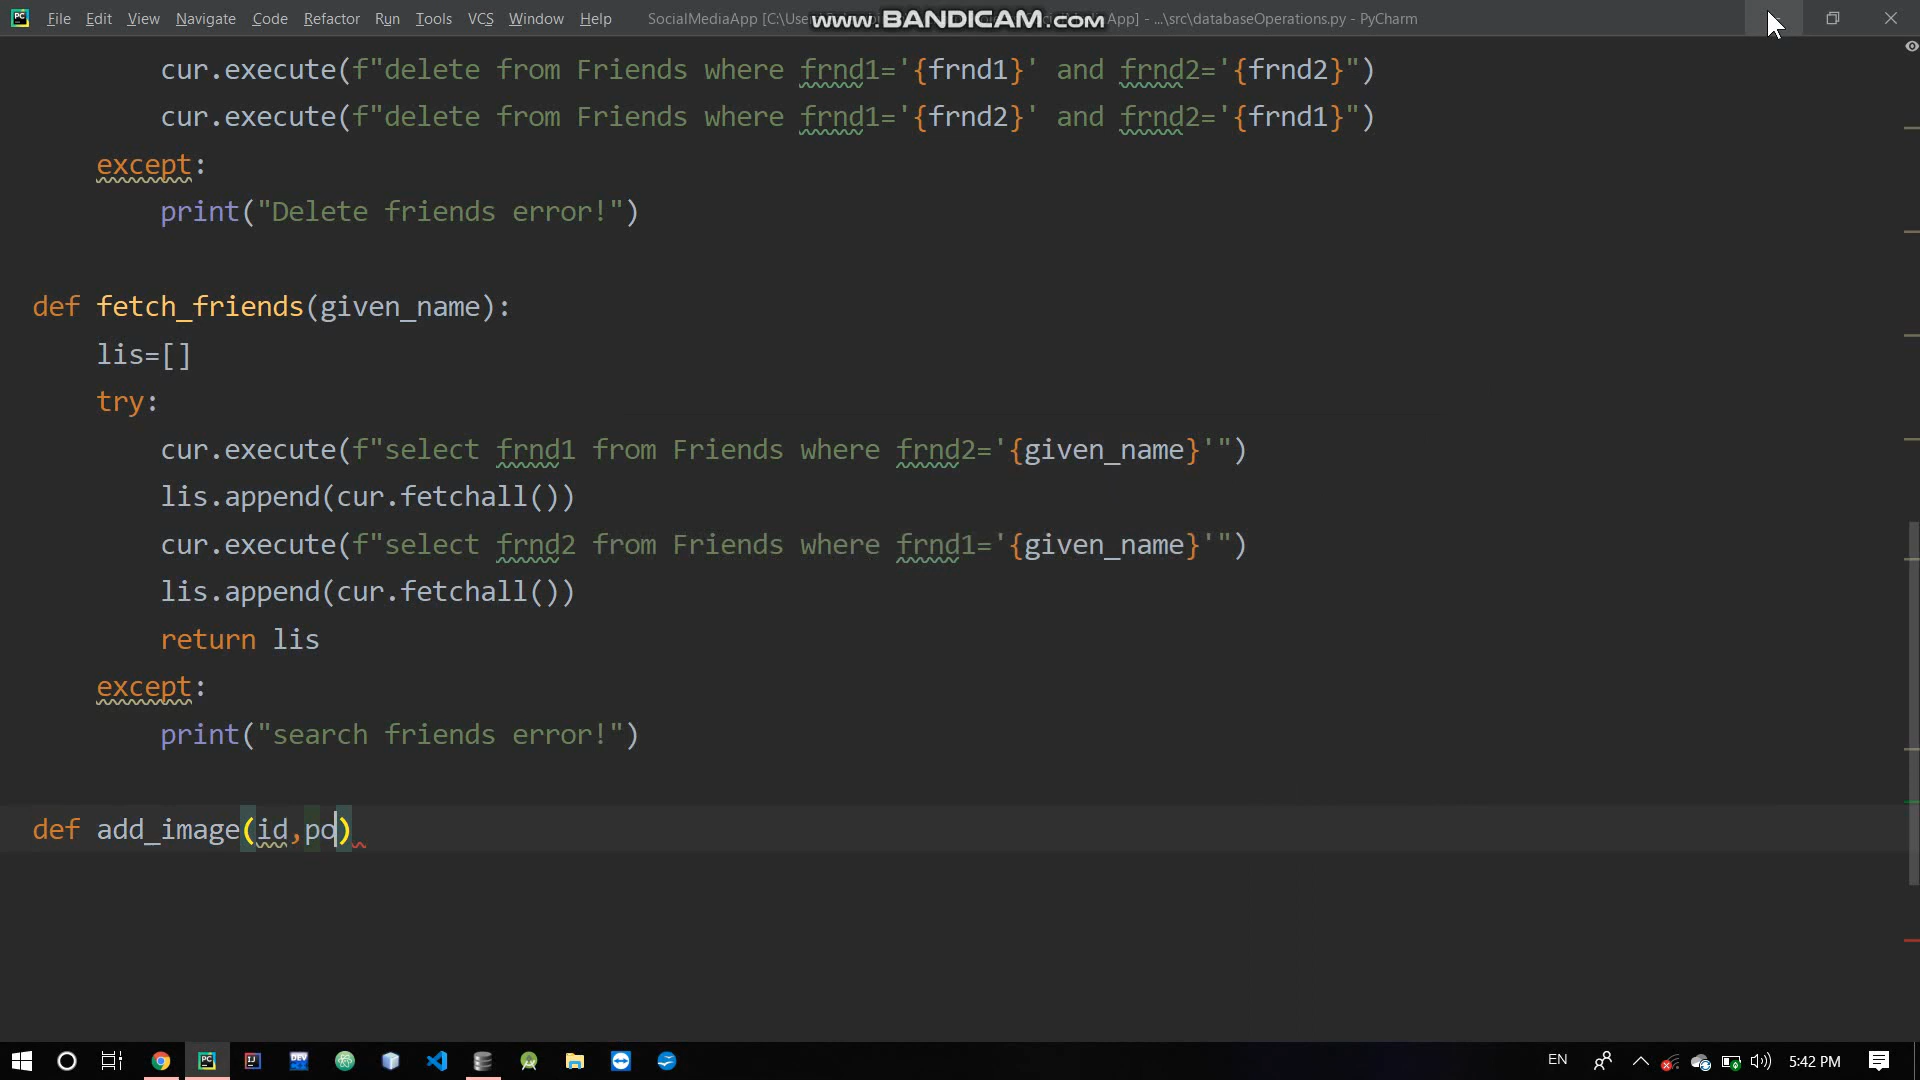 File Edit View Navigate Code Refactor Run Tools VCS Window Help SocialMediaApp [C:\User App] - ...\src\databaseOperations.py - PyCharm
www.BANDICAM.com
cur.execute(f"delete from Friends where frnd1='{frnd1}' and frnd2='{frnd2}")
cur.execute(f"delete from Friends where frnd1='{frnd2}' and frnd2='{frnd1}")
except:
print("Delete friends error!")
def fetch_friends(given_name):
lis=[]
try:
cur.execute(f"select frnd1 from Friends where frnd2='{given_name}'")
lis.append(cur.fetchall())
cur.execute(f"select frnd2 from Friends where frnd1='{given_name}'")
lis.append(cur.fetchall())
return lis
except:
print("search friends error!")
def add_image(id,po)
EN 5:42 PM